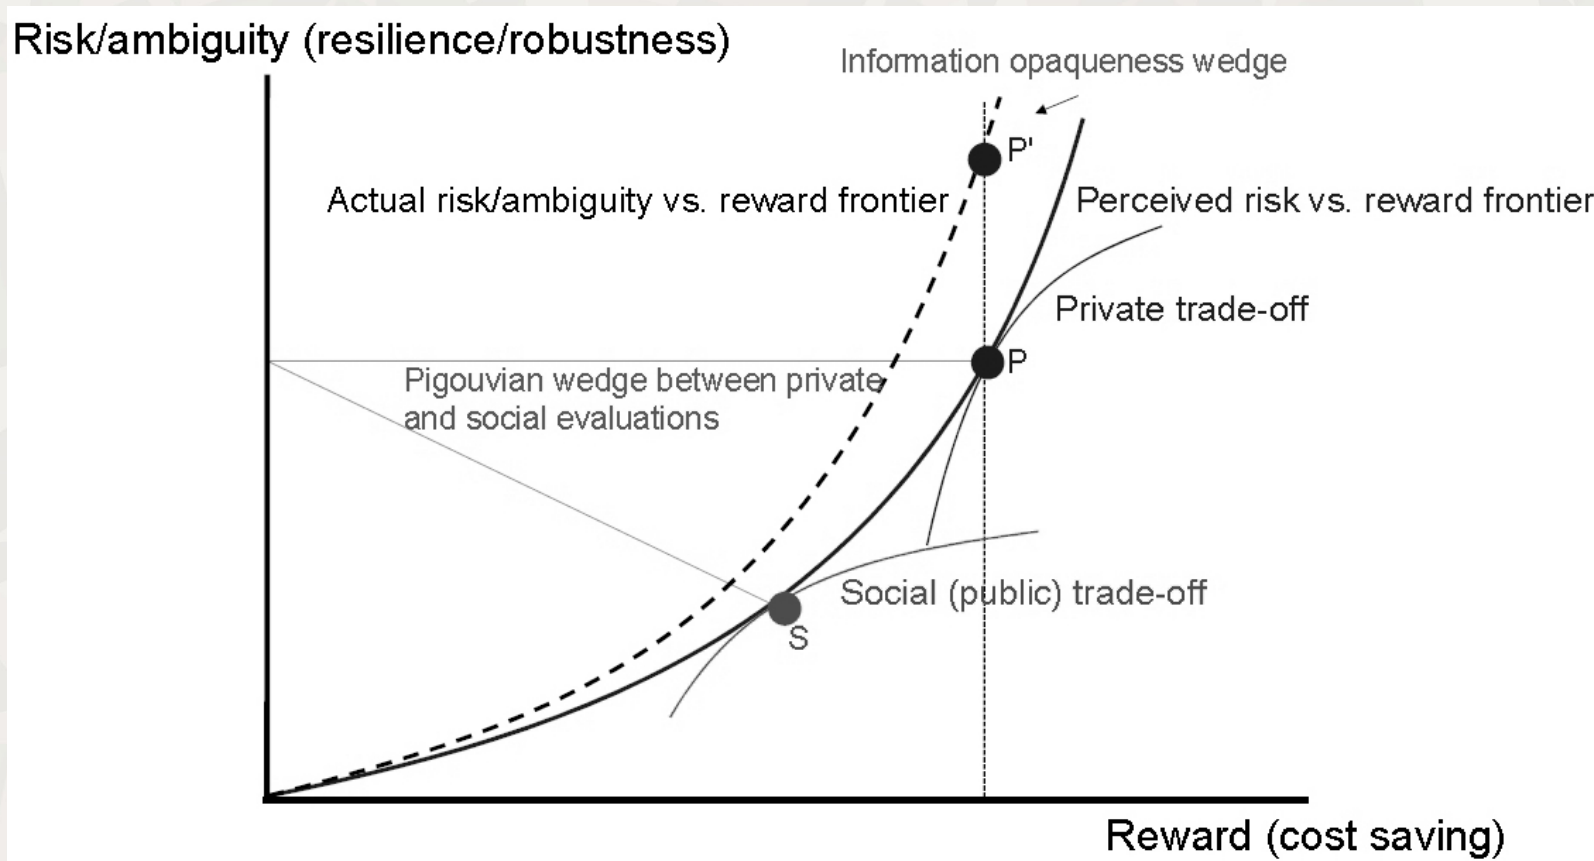 Risk/ambiguity (resilience/robustness)
Information opaqueness wedge
P'
Actual risk/ambiguity vs. reward frontier
Perceived risk vs. reward frontier
Private trade-off
P
Pigouvian wedge between private
and social evaluations
Social (public) trade-off
S
Reward (cost saving)